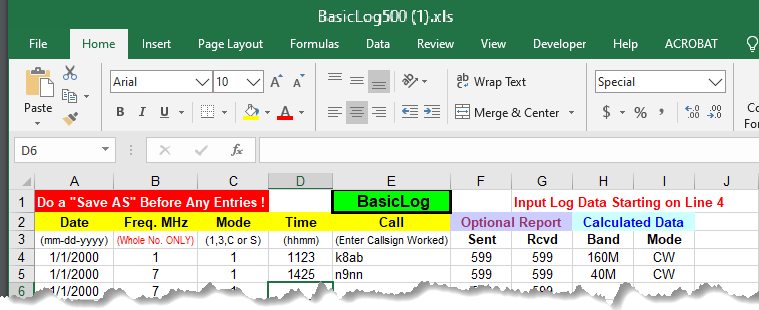 BasicLog500 (1).xls
File Home Insert Page Layout Formulas Data Review View Developer Help ACROBAT
Paste Arial 10 Wrap Text Special
B I U A Merge & Center $ % ,
Co
For
D6 fx
A B C D E F G H I J
1 Do a "Save AS" Before Any Entries ! BasicLog Input Log Data Starting on Line 4
2 Date Freq. MHz Mode Time Call Optional Report Calculated Data
3 (mm-dd-yyyy) (Whole No. ONLY) (1,3,C or S) (hhmm) (Enter Callsign Worked) Sent Rcvd Band Mode
4 1/1/2000 1 1 1123 k8ab 599 599 160M CW
5 1/1/2000 7 1 1425 n9nn 599 599 40M CW
6 1/1/2000 7 1 599